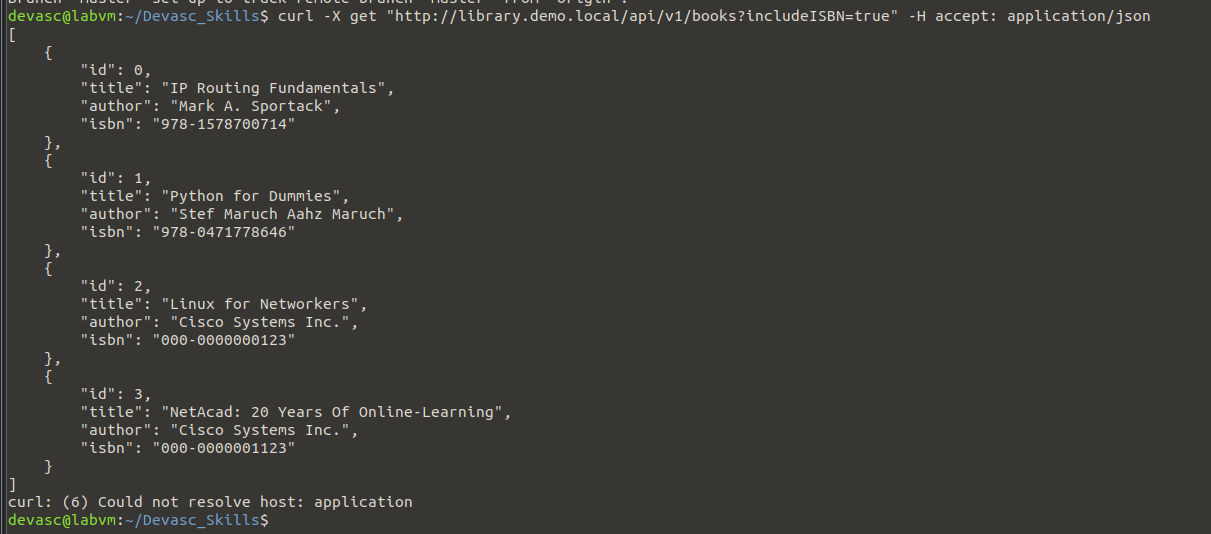 devasc@labvm:~/Devasc_Skills$ curl -X get "http://library.demo.local/api/v1/books?includeISBN=true" -H accept: application/json
[
    {
        "id": 0,
        "title": "IP Routing Fundamentals",
        "author": "Mark A. Sportack",
        "isbn": "978-1578700714"
    },
    {
        "id": 1,
        "title": "Python for Dummies",
        "author": "Stef Maruch Aahz Maruch",
        "isbn": "978-0471778646"
    },
    {
        "id": 2,
        "title": "Linux for Networkers",
        "author": "Cisco Systems Inc.",
        "isbn": "000-0000000123"
    },
    {
        "id": 3,
        "title": "NetAcad: 20 Years Of Online-Learning",
        "author": "Cisco Systems Inc.",
        "isbn": "000-0000001123"
    }
]
curl: (6) Could not resolve host: application
devasc@labvm:~/Devasc_Skills$